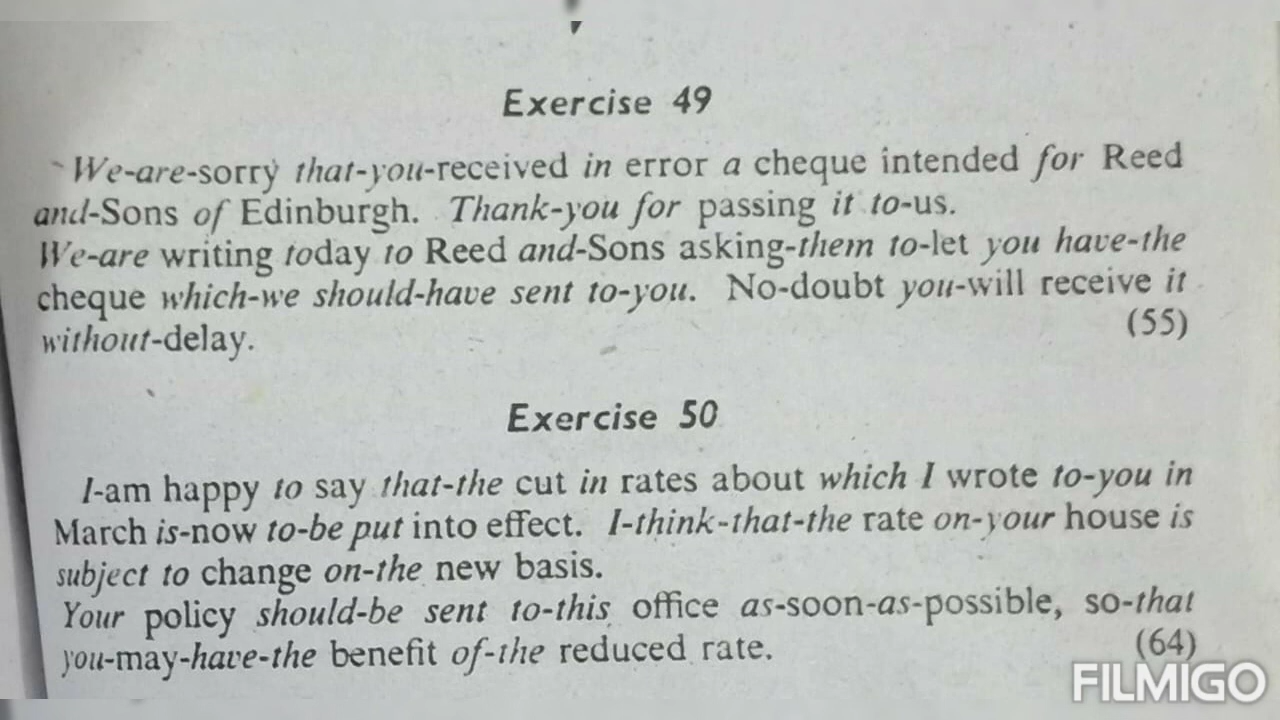 Exercise 49
We-are-sorry that-you-received in error a cheque intended for Reed
and-Sons of Edinburgh. Thank-you for passing it to-us.
We-are writing today to Reed and-Sons asking-them to-let you have-the
cheque which-we should-have sent to-you. No-doubt you-will receive it
without-delay. (55)
Exercise 50
I-am happy to say that-the cut in rates about which I wrote to-you in
March is-now to-be put into effect. I-think-that-the rate on-your house is
subject to change on-the new basis.
Your policy should-be sent to-this office as-soon-as-possible, so-that
you-may-have-the benefit of-the reduced rate. (64)
FILMIGO